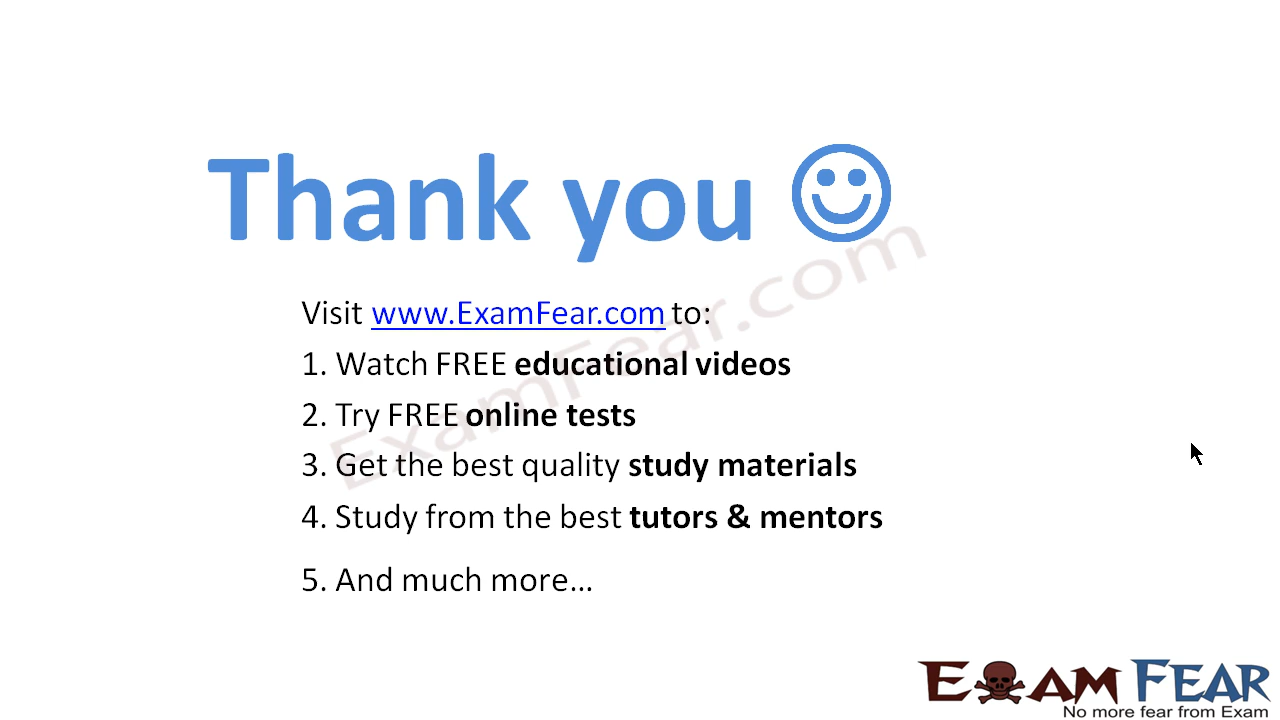 Thank you
Visit www.ExamFear.com to:
1. Watch FREE educational videos
2. Try FREE online tests
3. Get the best quality study materials
4. Study from the best tutors & mentors
5. And much more...
ExamFear.com
EXAM FEAR
No more fear from Exam